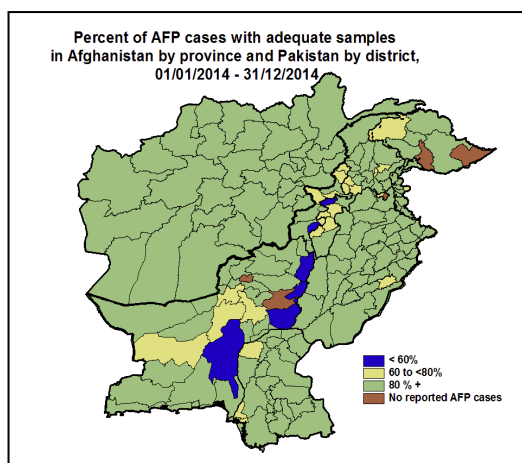 Percent of AFP cases with adequate samples
in Afghanistan by province and Pakistan by district,
01/01/2014 - 31/12/2014
< 60%
60 to <80%
80 % +
No reported AFP cases